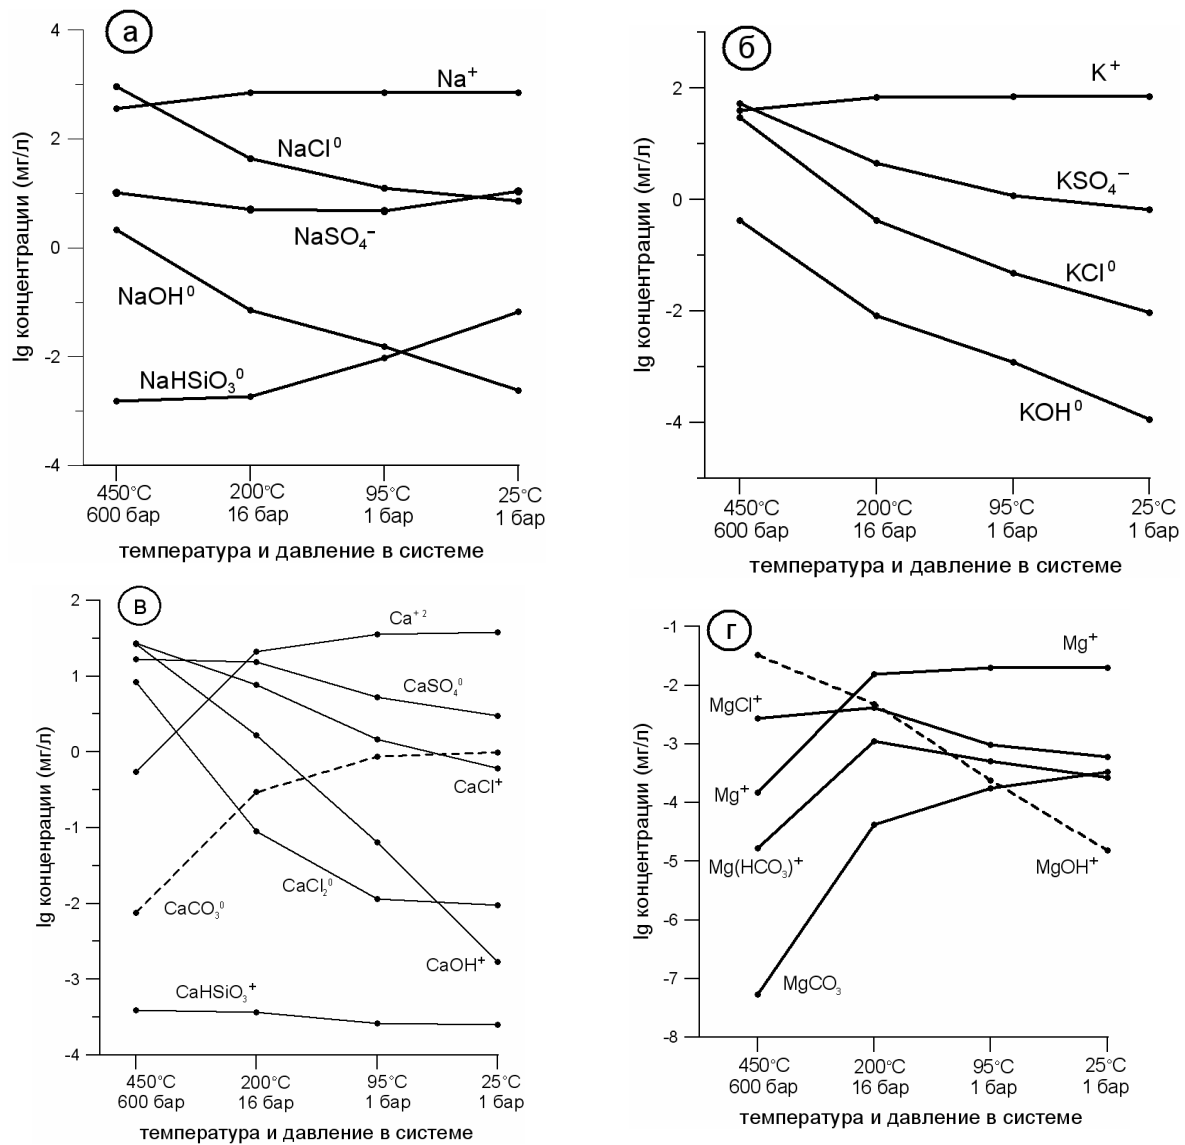 а
4
2
0
-2
-4
lg концентрации (мг/л)
Na+
NaCl0
NaSO4−
NaOH0
NaHSiO30
450°C 200°C 95°C 25°C
600 бар 16 бар 1 бар 1 бар
температура и давление в системе
б
2
0
-2
-4
lg концентрации (мг/л)
K+
KSO4−
KCl0
KOH0
450°C 200°C 95°C 25°C
600 бар 16 бар 1 бар 1 бар
температура и давление в системе
в
2
1
0
-1
-2
-3
-4
lg конценрации (мг/л)
Ca+2
CaSO40
CaCl+
CaCl20
CaCO30
CaOH+
CaHSiO3+
450°C 200°C 95°C 25°C
600 бар 16 бар 1 бар 1 бар
температура и давление в системе
г
-1
-2
-3
-4
-5
-6
-7
-8
lg концентрации (мг/л)
Mg+
MgCl+
Mg+
Mg(HCO3)+
MgOH+
MgCO3
450°C 200°C 95°C 25°C
600 бар 16 бар 1 бар 1 бар
температура и давление в системе